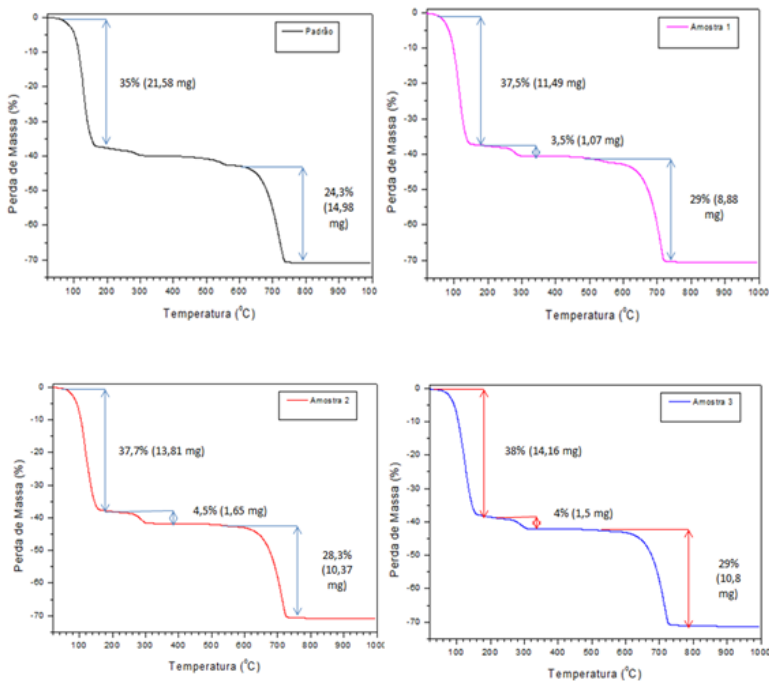 Padrão
35% (21,58 mg)
24,3%
(14,98
mg)
Perda de Massa (%)
0
-10
-20
-30
-40
-50
-60
-70
100 200 300 400 500 600 700 800 900 100
Temperatura (⁰C)
Amostra 1
37,5% (11,49 mg)
3,5% (1,07 mg)
29% (8,88
mg)
Perda de Massa (%)
0
-10
-20
-30
-40
-50
-60
-70
100 200 300 400 500 600 700 800 900 1000
Temperatura (⁰C)
Amostra 2
37,7% (13,81 mg)
4,5% (1,65 mg)
28,3%
(10,37
mg)
Perda de Massa (%)
0
-10
-20
-30
-40
-50
-60
-70
100 200 300 400 500 600 700 800 900 1000
Temperatura (⁰C)
Amostra 3
38% (14,16 mg)
4% (1,5 mg)
29%
(10,8
mg)
Perda de Massa (%)
0
-10
-20
-30
-40
-50
-60
-70
100 200 300 400 500 600 700 800 900 1000
Temperatura (⁰C)